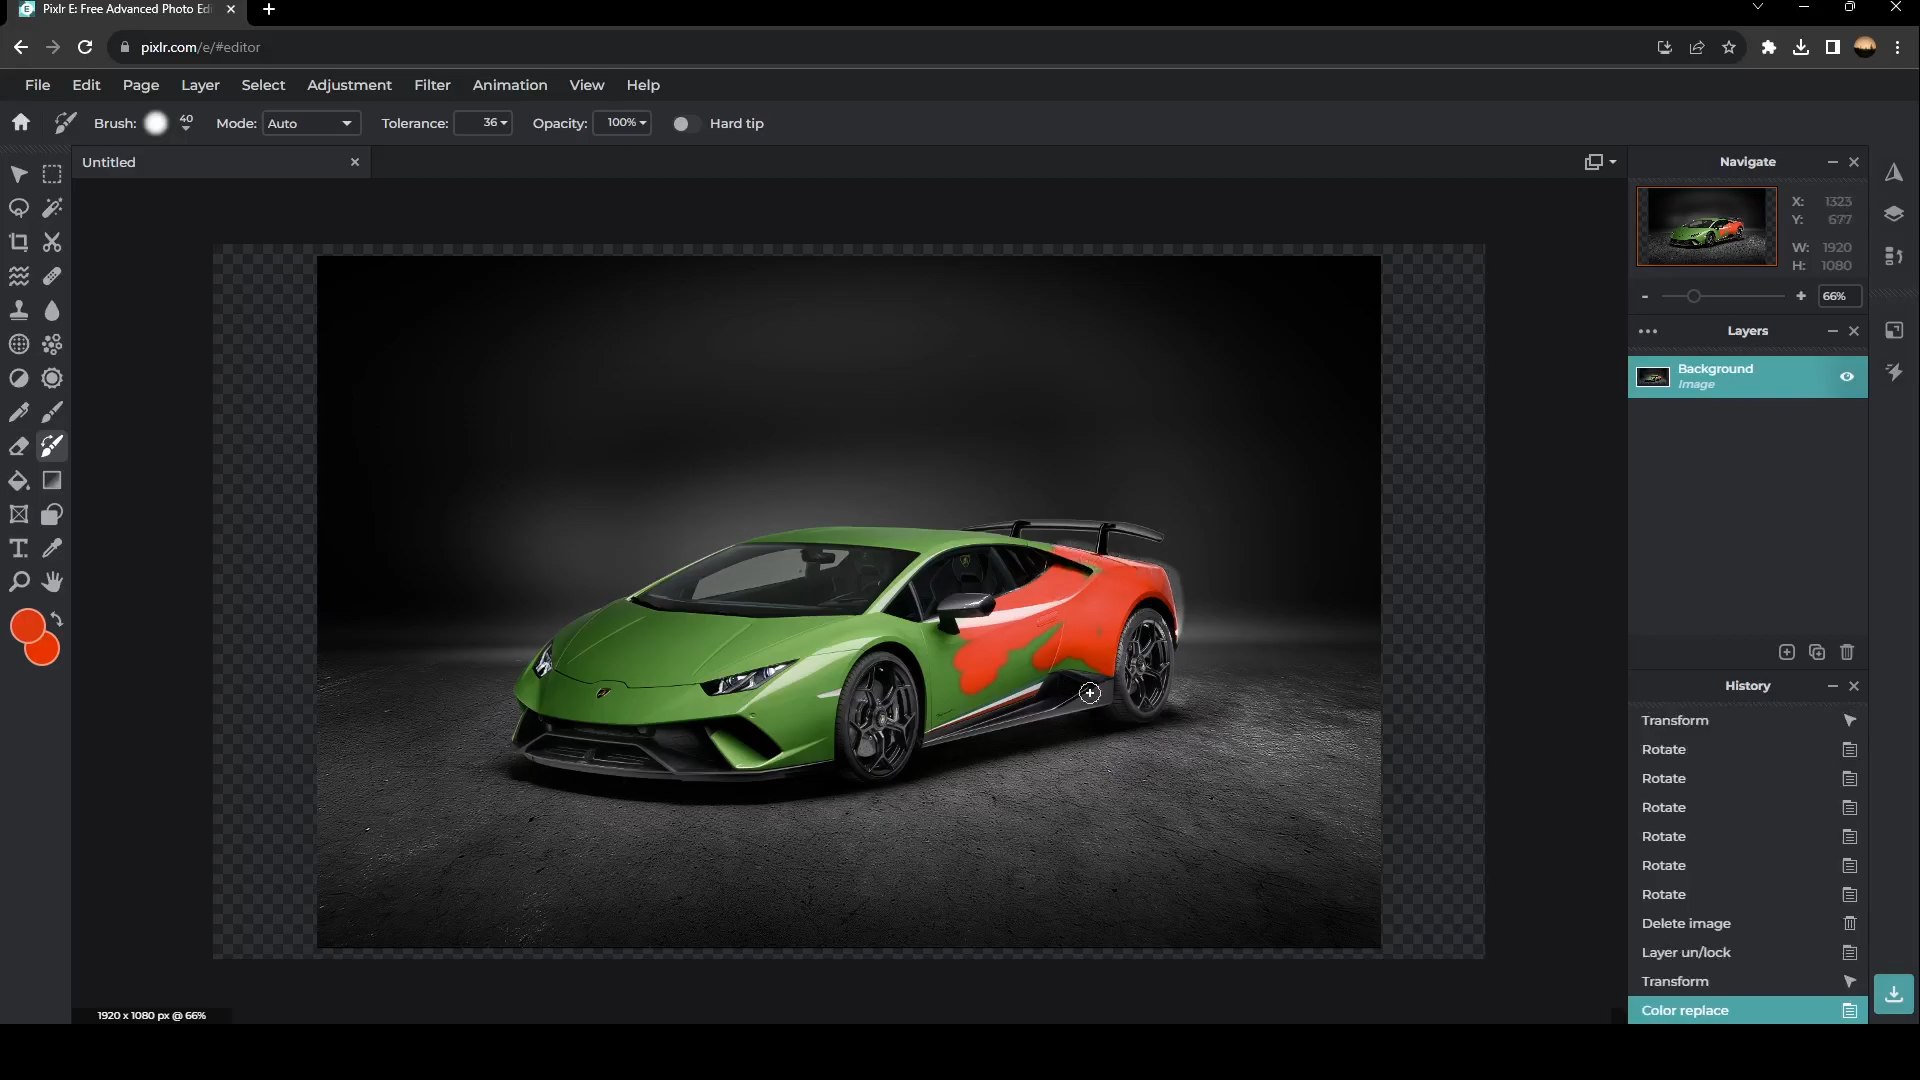 Pixlr E: Free Advanced Photo Edi
pixlr.com/e/#editor
File Edit Page Layer Select Adjustment Filter Animation View Help
Brush: 40 Mode: Auto Tolerance: 36 Opacity: 100% Hard tip
Untitled
Navigate
X: 1323
Y: 677
W: 1920
H: 1080
66%
Layers
Background
Image
History
Transform
Rotate
Rotate
Rotate
Rotate
Rotate
Rotate
Delete image
Layer un/lock
Transform
Color replace
1920 x 1080 px @ 66%